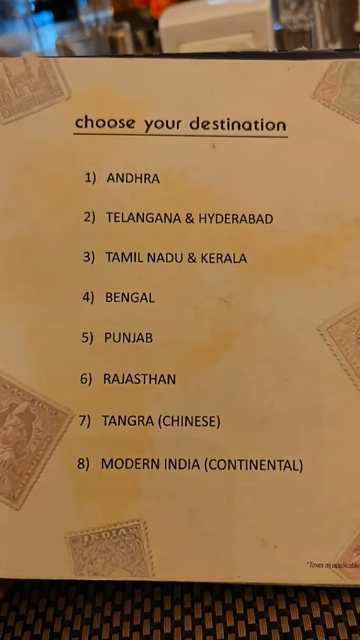 choose your destination
1) ANDHRA
2) TELANGANA & HYDERABAD
3) TAMIL NADU & KERALA
4) BENGAL
5) PUNJAB
6) RAJASTHAN
7) TANGRA (CHINESE)
8) MODERN INDIA (CONTINENTAL)
INDIA
*Taxes as applicable